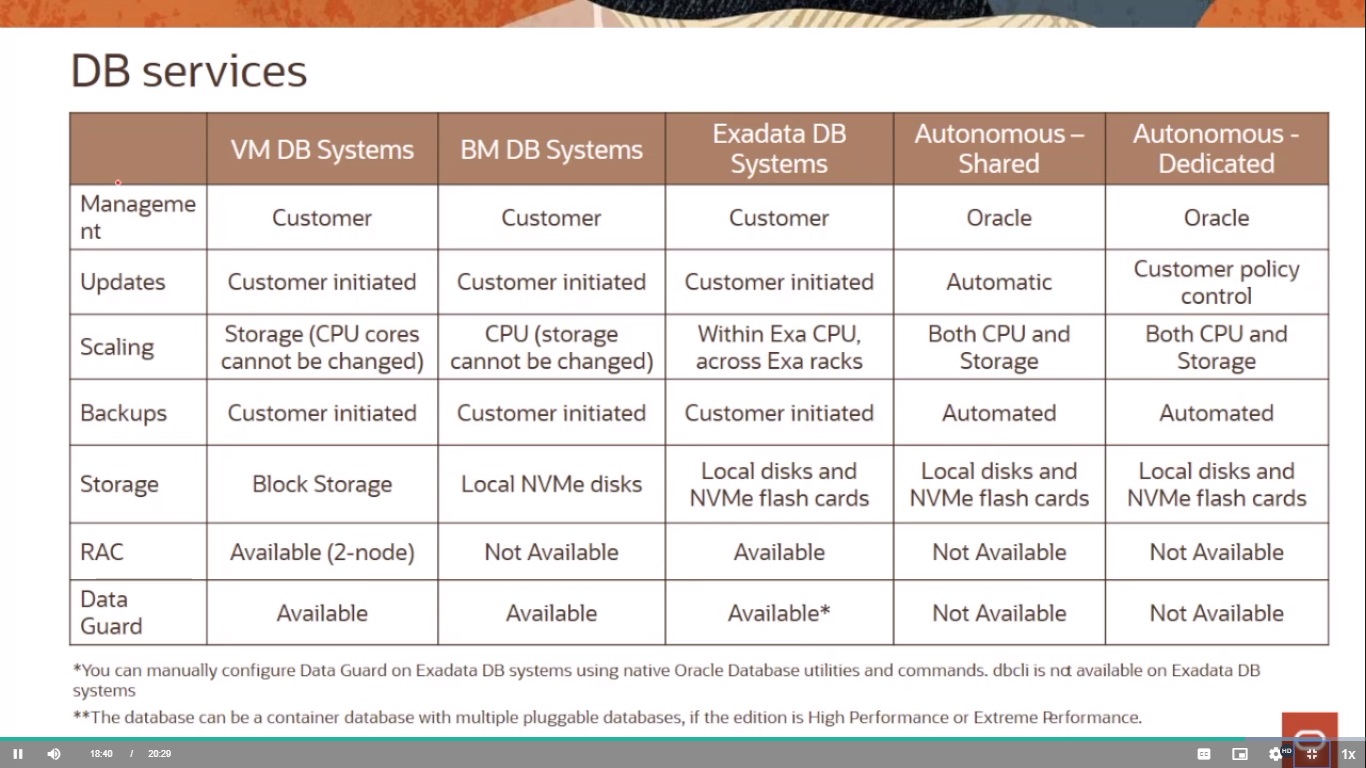 DB services
VM DB Systems
BM DB Systems
Exadata DB
Systems
Autonomous –
Shared
Autonomous -
Dedicated
Manageme
nt
Customer
Customer
Customer
Oracle
Oracle
Updates
Customer initiated
Customer initiated
Customer initiated
Automatic
Customer policy
control
Scaling
Storage (CPU cores
cannot be changed)
CPU (storage
cannot be changed)
Within Exa CPU,
across Exa racks
Both CPU and
Storage
Both CPU and
Storage
Backups
Customer initiated
Customer initiated
Customer initiated
Automated
Automated
Storage
Block Storage
Local NVMe disks
Local disks and
NVMe flash cards
Local disks and
NVMe flash cards
Local disks and
NVMe flash cards
RAC
Available (2-node)
Not Available
Available
Not Available
Not Available
Data
Guard
Available
Available
Available*
Not Available
Not Available
*You can manually configure Data Guard on Exadata DB systems using native Oracle Database utilities and commands. dbcli is not available on Exadata DB
systems
**The database can be a container database with multiple pluggable databases, if the edition is High Performance or Extreme Performance.
18:40 / 20:29
CC
HD
1x